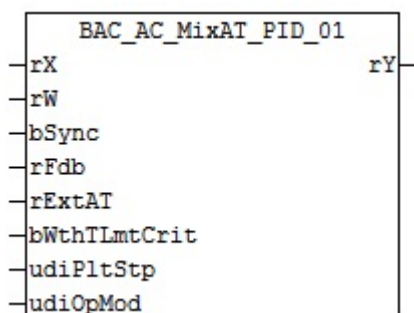 BAC_AC_MixAT_PID_01
rX rY
rW
bSync
rFdb
rExtAT
bWthTLmtCrit
udiPltStp
udiOpMod